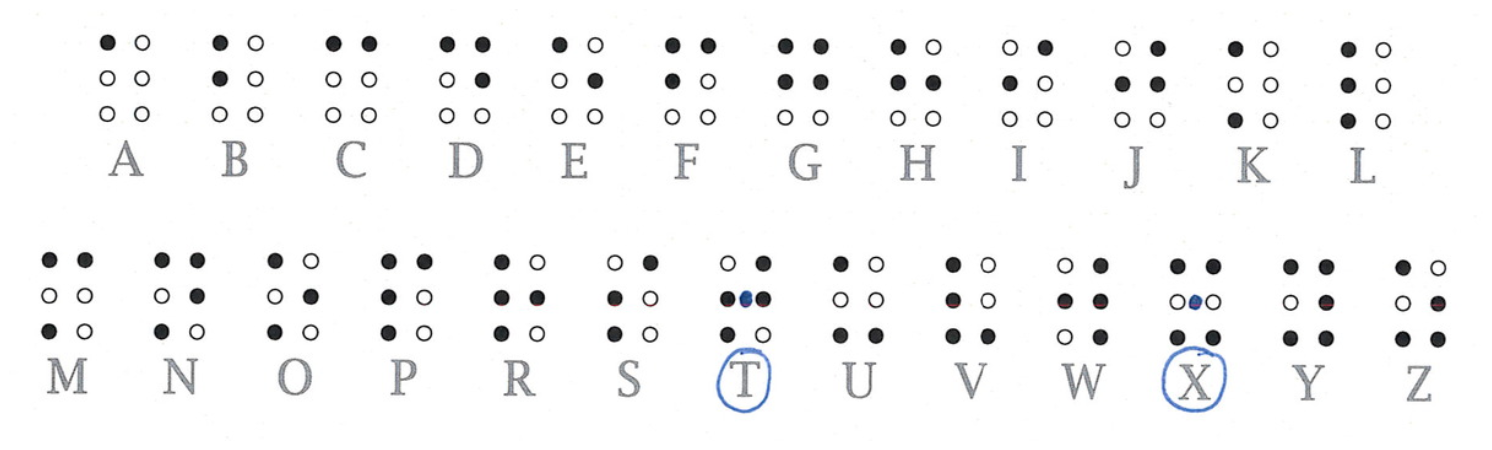 A B C D E F G H I J K L
M N O P R S T U V W X Y Z